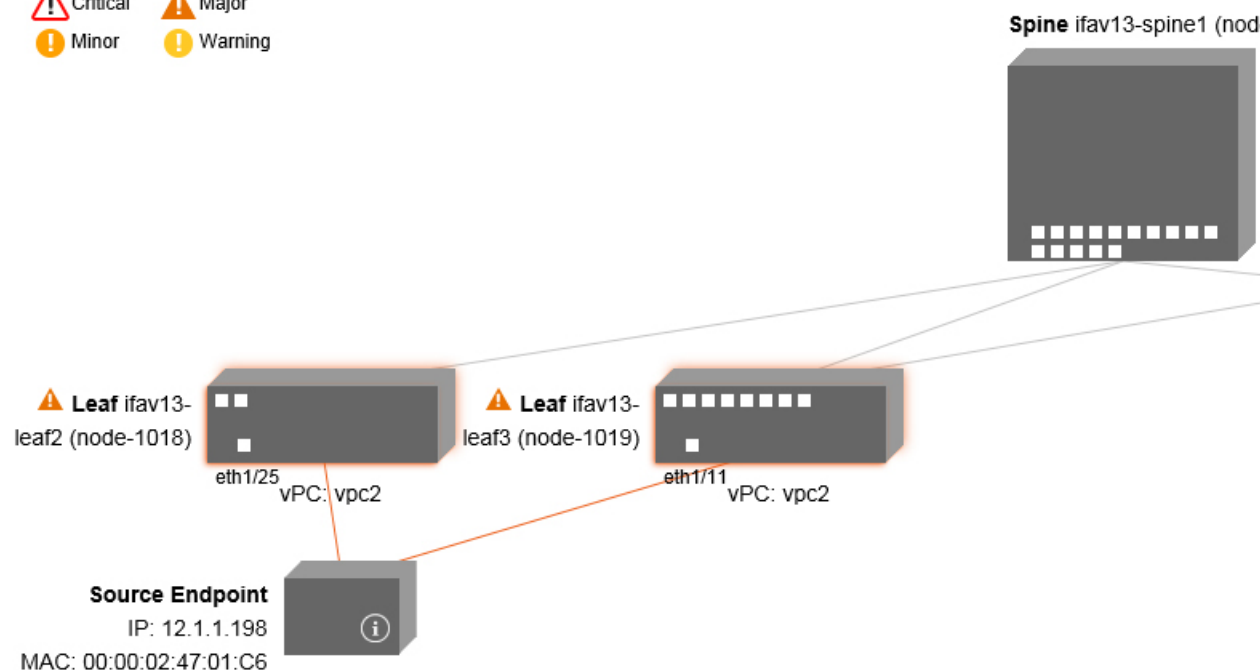 Critical Major
Minor Warning
Spine ifav13-spine1 (nod
Leaf ifav13-
leaf2 (node-1018)
eth1/25
vPC: vpc2
Leaf ifav13-
leaf3 (node-1019)
eth1/11
vPC: vpc2
Source Endpoint
IP: 12.1.1.198
MAC: 00:00:02:47:01:C6